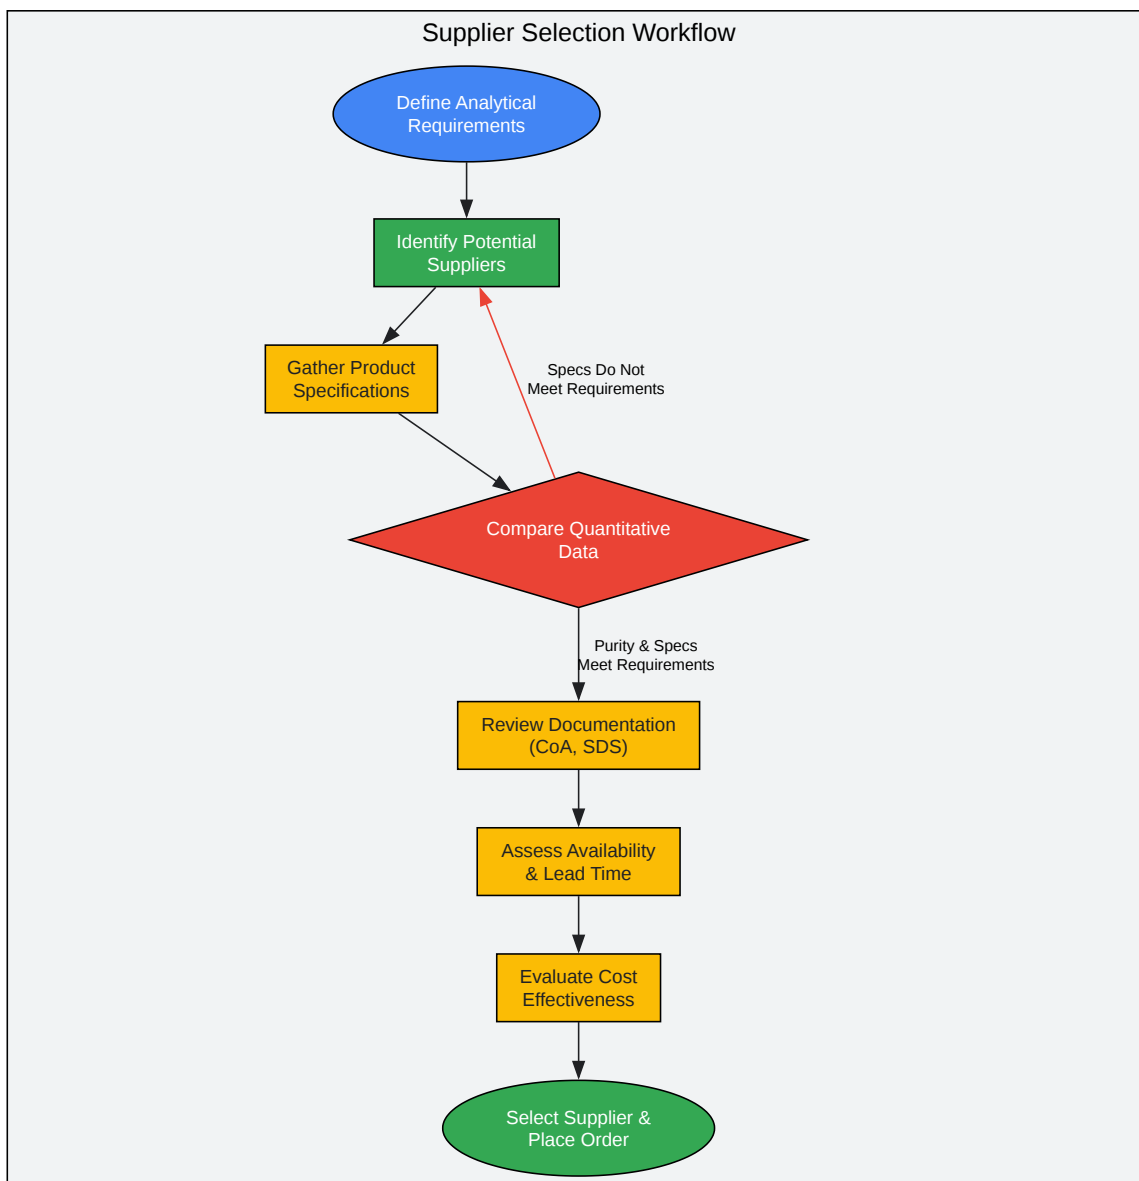 Supplier Selection Workflow
Define Analytical
Requirements
Identify Potential
Suppliers
Gather Product
Specifications
Specs Do Not
Meet Requirements
Compare Quantitative
Data
Purity & Specs
Meet Requirements
Review Documentation
(CoA, SDS)
Assess Availability
& Lead Time
Evaluate Cost
Effectiveness
Select Supplier &
Place Order